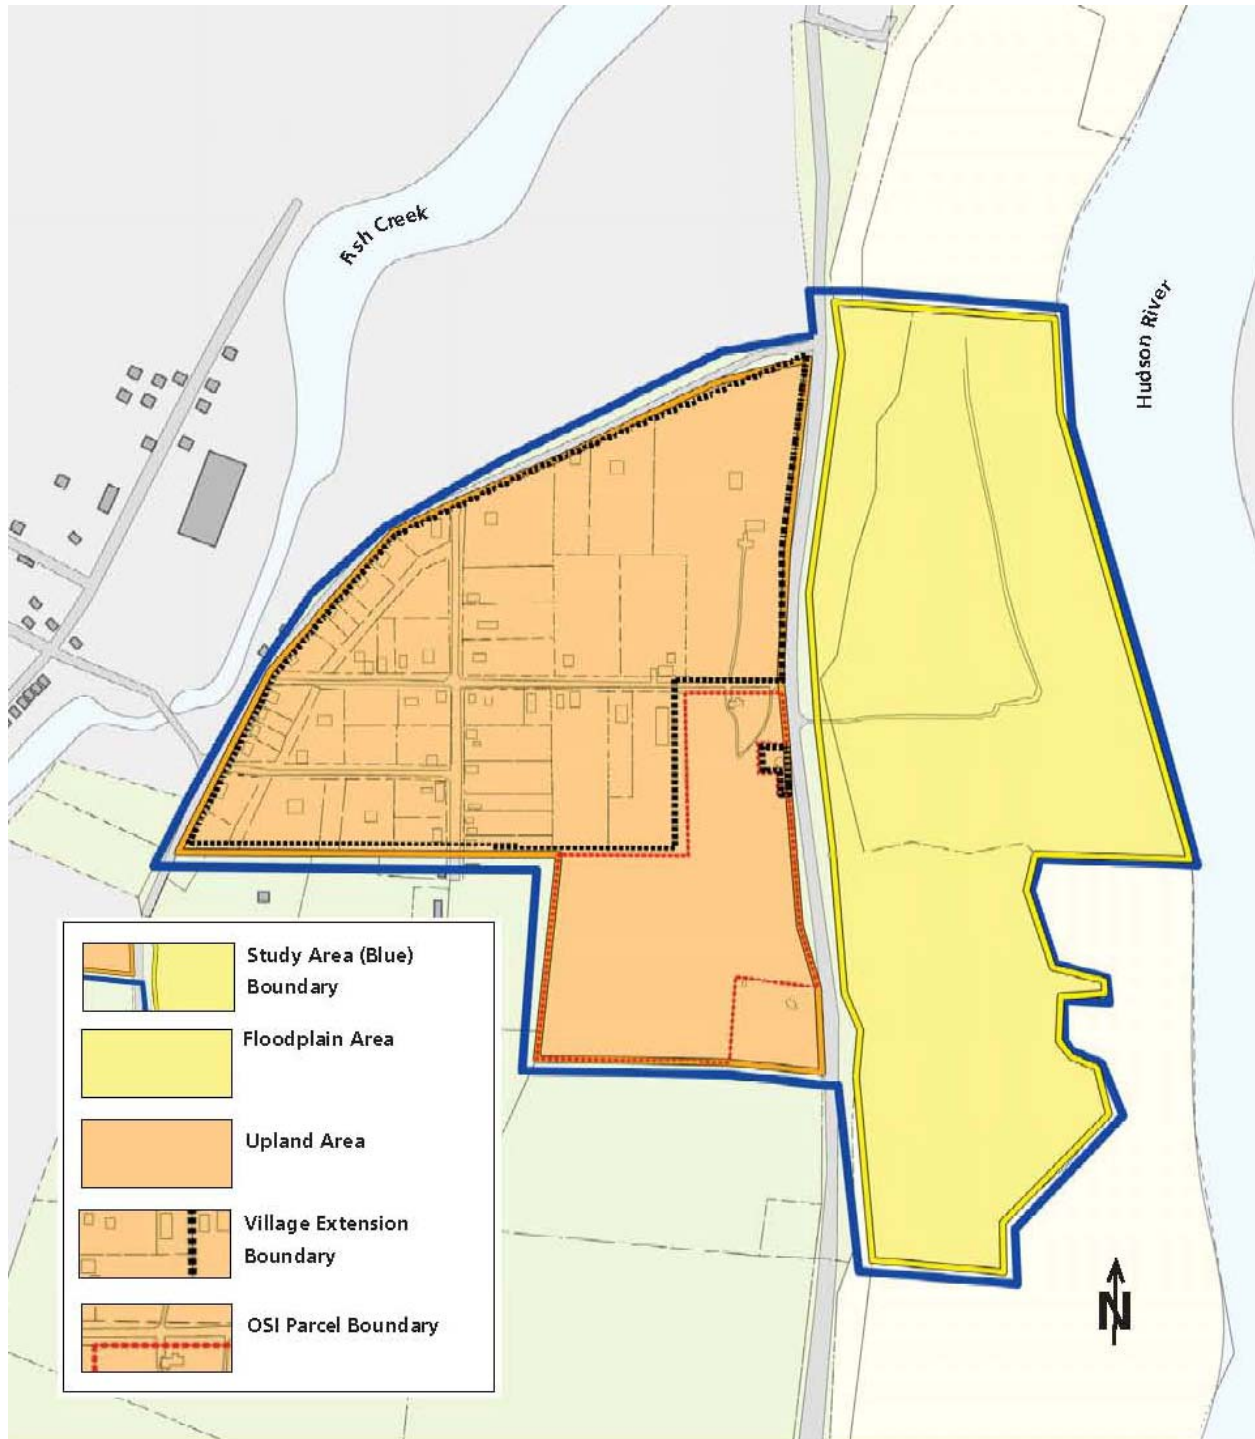 Fish Creek
Hudson River
Study Area (Blue)
Boundary
Floodplain Area
Upland Area
Village Extension
Boundary
OSI Parcel Boundary
N